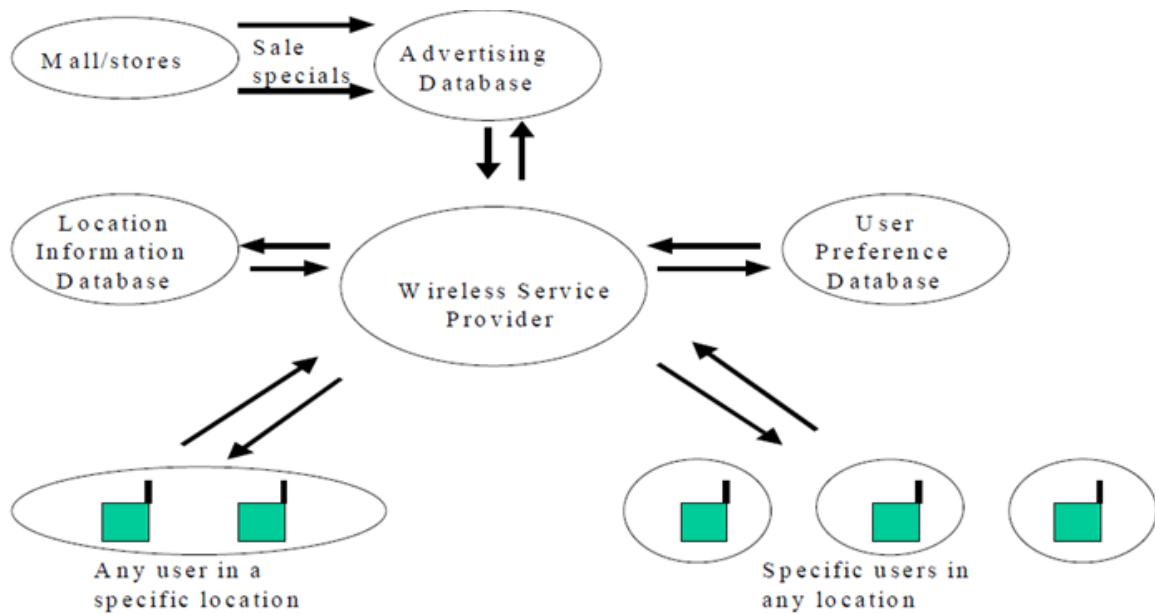 Mall/stores
Sale
specials
Advertising
Database
Location
Information
Database
Wireless Service
Provider
User
Preference
Database
Any user in a
specific location
Specific users in
any location